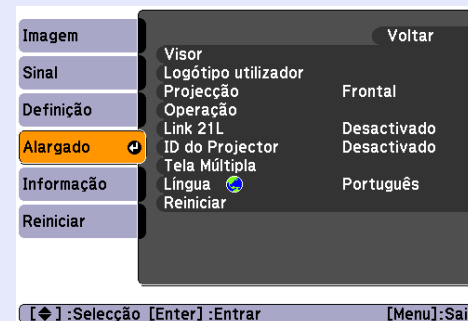 Imagem
Sinal
Definição
Alargado
Informação
Reiniciar
Voltar
Visor
Logótipo utilizador
Projecção Frontal
Operação
Link 21L Desactivado
ID do Projector Desactivado
Tela Múltipla
Língua Português
Reiniciar
[ ] :Selecção [Enter] :Entrar [Menu]:Sai